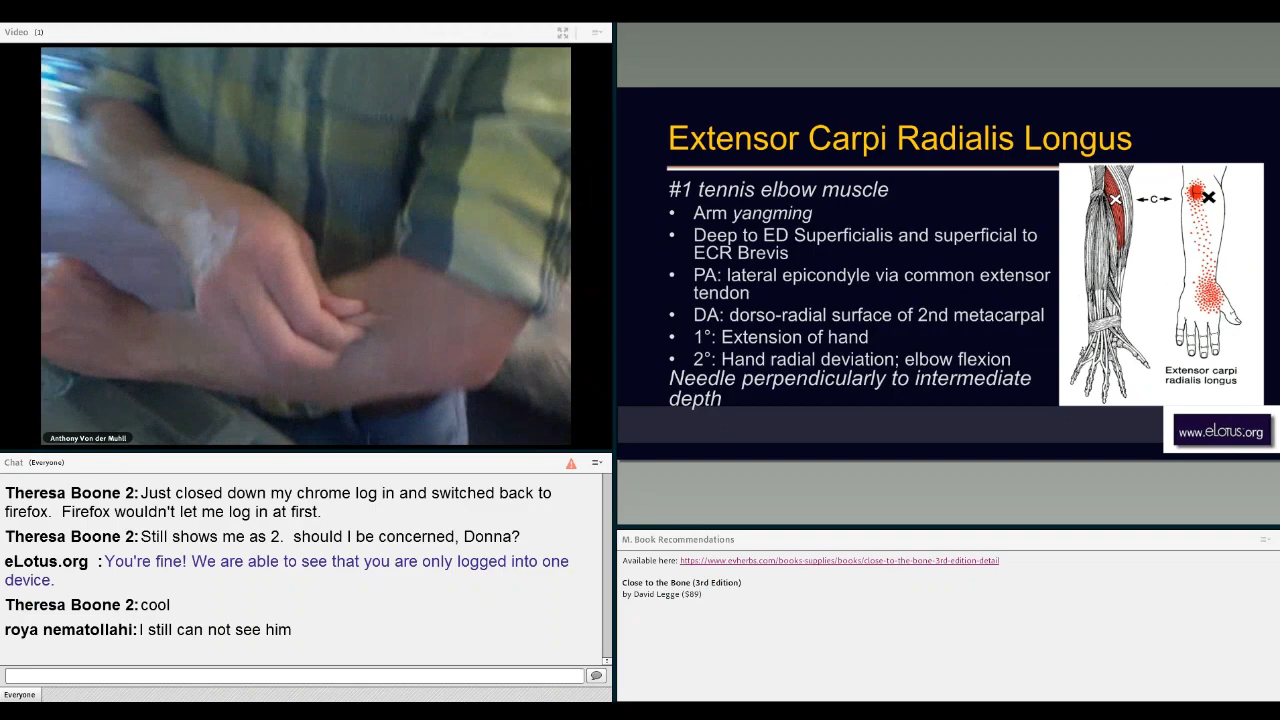 Video (1)
Anthony Von der Muhll
Chat (Everyone)
Theresa Boone 2: Just closed down my chrome log in and switched back to
firefox. Firefox wouldn't let me log in at first.
Theresa Boone 2: Still shows me as 2. should I be concerned, Donna?
eLotus.org : You're fine! We are able to see that you are only logged into one
device.
Theresa Boone 2: cool
roya nematollahi: I still can not see him
Everyone
Extensor Carpi Radialis Longus
#1 tennis elbow muscle
• Arm yangming
• Deep to ED Superficialis and superficial to
ECR Brevis
• PA: lateral epicondyle via common extensor
tendon
• DA: dorso-radial surface of 2nd metacarpal
• 1°: Extension of hand
• 2°: Hand radial deviation; elbow flexion
Needle perpendicularly to intermediate
depth
C
Extensor carpi
radialis longus
www.eLotus.org
M. Book Recommendations
Available here: https://www.evherbs.com/books-supplies/books/close-to-the-bone-3rd-edition-detail
Close to the Bone (3rd Edition)
by David Legge ($89)